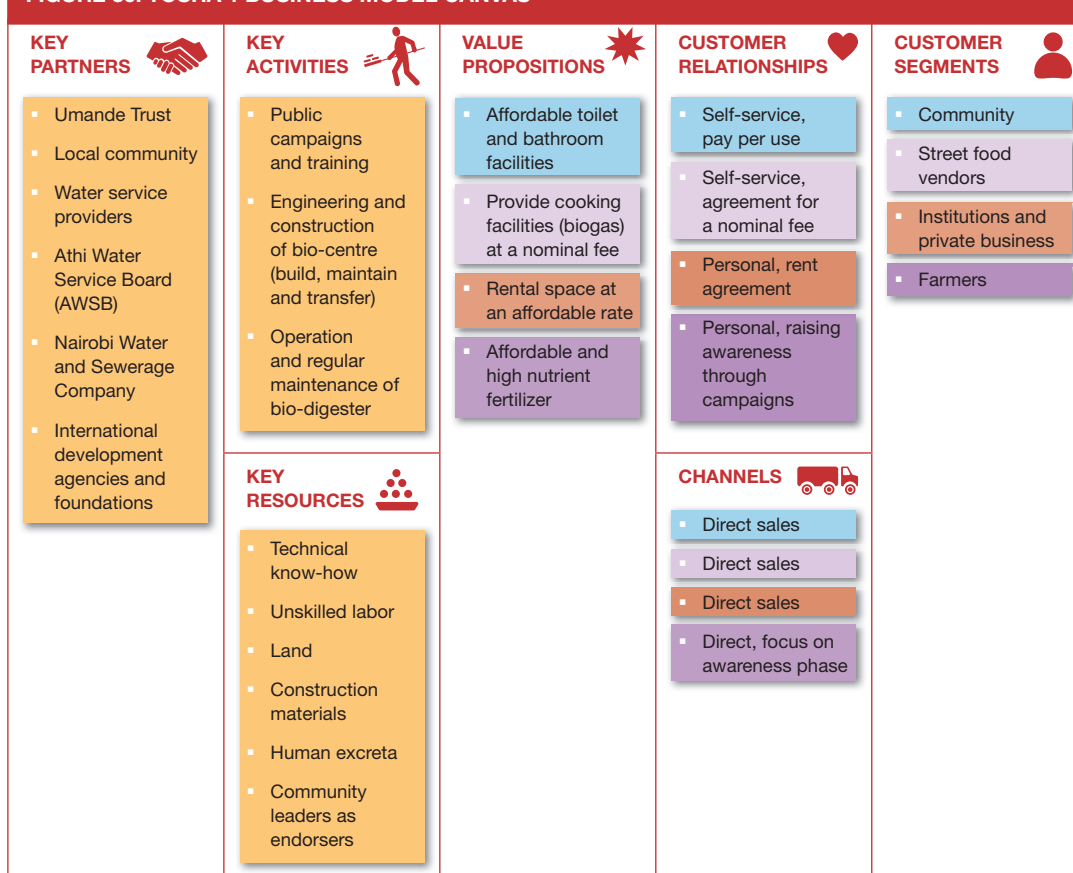 FIGURE TOSHA 1 BUSINESS MODEL CANVAS
KEY
PARTNERS
Umande Trust
Local community
Water service
providers
Athi Water
Service Board
(AWSB)
Nairobi Water
and Sewerage
Company
International
development
agencies and
foundations
KEY
ACTIVITIES
Public
campaigns
and training
Engineering and
construction
of bio-centre
(build, maintain
and transfer)
Operation
and regular
maintenance of
bio-digester
KEY
RESOURCES
Technical
know-how
Unskilled labor
Land
Construction
materials
Human excreta
Community
leaders as
endorsers
VALUE
PROPOSITIONS
Affordable toilet
and bathroom
facilities
Provide cooking
facilities (biogas)
at a nominal fee
Rental space at
an affordable rate
Affordable and
high nutrient
fertilizer
CUSTOMER
RELATIONSHIPS
Self-service,
pay per use
Self-service,
agreement for
a nominal fee
Personal, rent
agreement
Personal, raising
awareness
through
campaigns
CHANNELS
Direct sales
Direct sales
Direct sales
Direct, focus on
awareness phase
CUSTOMER
SEGMENTS
Community
Street food
vendors
Institutions and
private business
Farmers